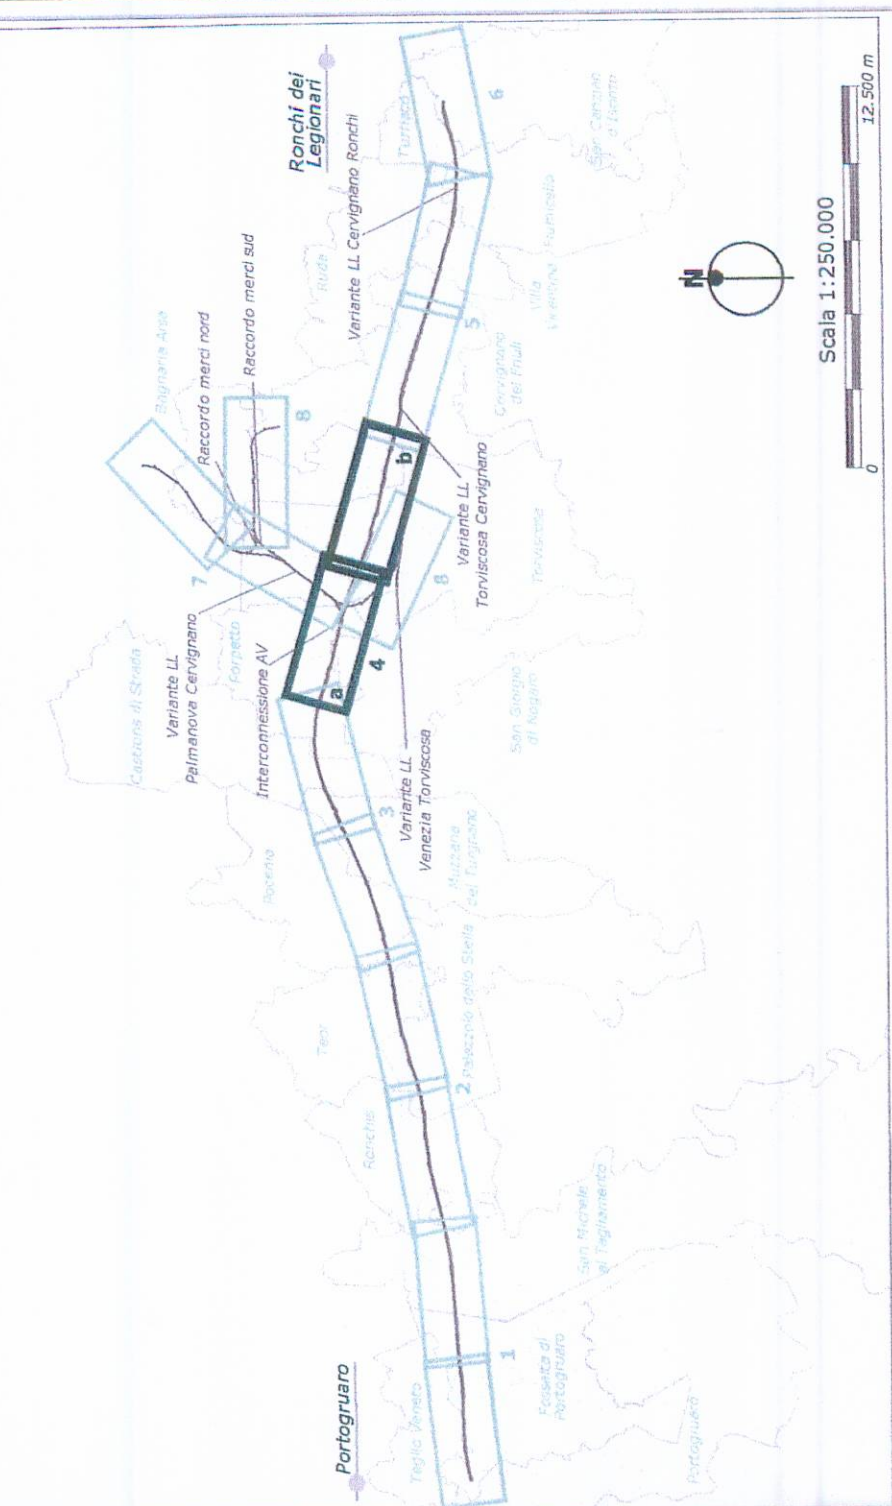 Portogruaro
Ronchi dei
Legionari
Castions di Strada
Bagnaria Arsa
Variante LL
Palmanova Cervignano
Raccordo merci nord
Raccordo merci sud
Interconnessione AV
Variante LL Cervignano Ronchi
Porpetto
Ruda
Turriaco
Pocenia
Teor
Ronchis
Teglio Veneto
1
2
3
4
5
6
7
8
8
a
b
Variante LL
Venezia Torviscosa
Variante LL
Torviscosa Cervignano
Fossalta di
Portogruaro
San Michele
al Tagliamento
Palazzolo dello Stella
Muzzana
del Turgnano
San Giorgio
di Nogaro
Torviscosa
Cervignano
del Friuli
Villa
Vicentina
Fiumicello
San Canzian
d'Isonzo
Portogruaro
N
Scala 1:250.000
0
12.500 m